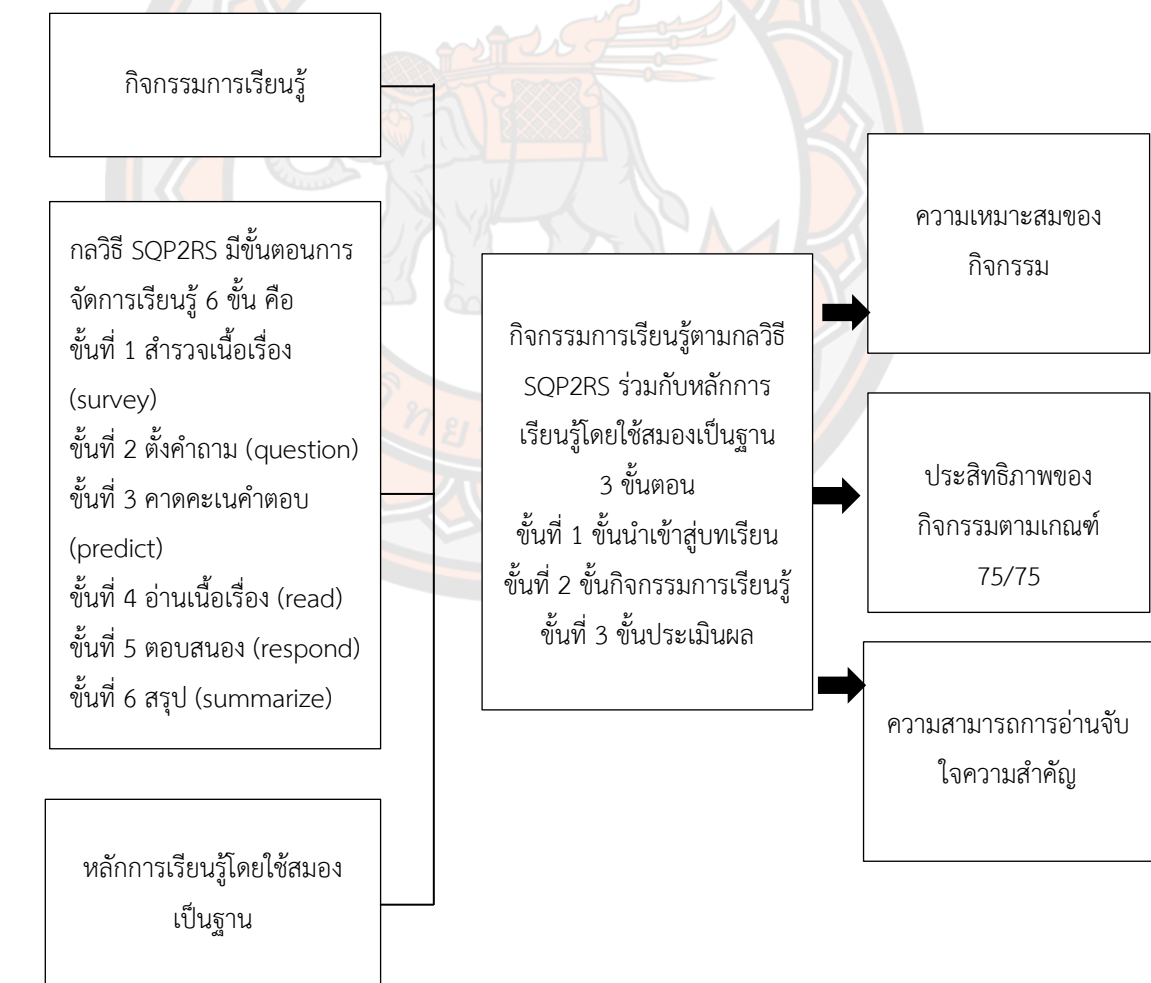 กิจกรรมการเรียนรู้
กลวิธี SQP2RS มีขั้นตอนการ
จัดการเรียนรู้ 6 ขั้น คือ
ขั้นที่ 1 สำรวจเนื้อเรื่อง
(survey)
ขั้นที่ 2 ตั้งคำถาม (question)
ขั้นที่ 3 คาดคะเนคำตอบ
(predict)
ขั้นที่ 4 อ่านเนื้อเรื่อง (read)
ขั้นที่ 5 ตอบสนอง (respond)
ขั้นที่ 6 สรุป (summarize)
หลักการเรียนรู้โดยใช้สมอง
เป็นฐาน
กิจกรรมการเรียนรู้ตามกลวิธี
SQP2RS ร่วมกับหลักการ
เรียนรู้โดยใช้สมองเป็นฐาน
3 ขั้นตอน
ขั้นที่ 1 ขั้นนำเข้าสู่บทเรียน
ขั้นที่ 2 ขั้นกิจกรรมการเรียนรู้
ขั้นที่ 3 ขั้นประเมินผล
ความเหมาะสมของ
กิจกรรม
ประสิทธิภาพของ
กิจกรรมตามเกณฑ์
75/75
ความสามารถการอ่านจับ
ใจความสำคัญ